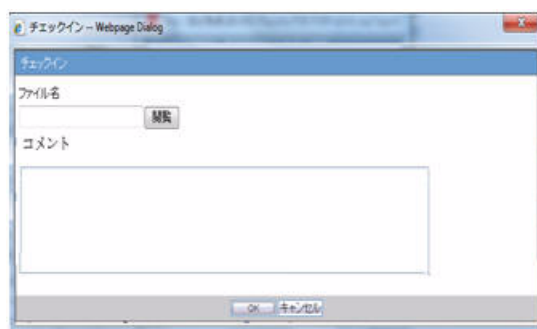 チェックイン -- Webpage Dialog
チェックイン
ファイル名
閲覧
コメント
OK キャンセル